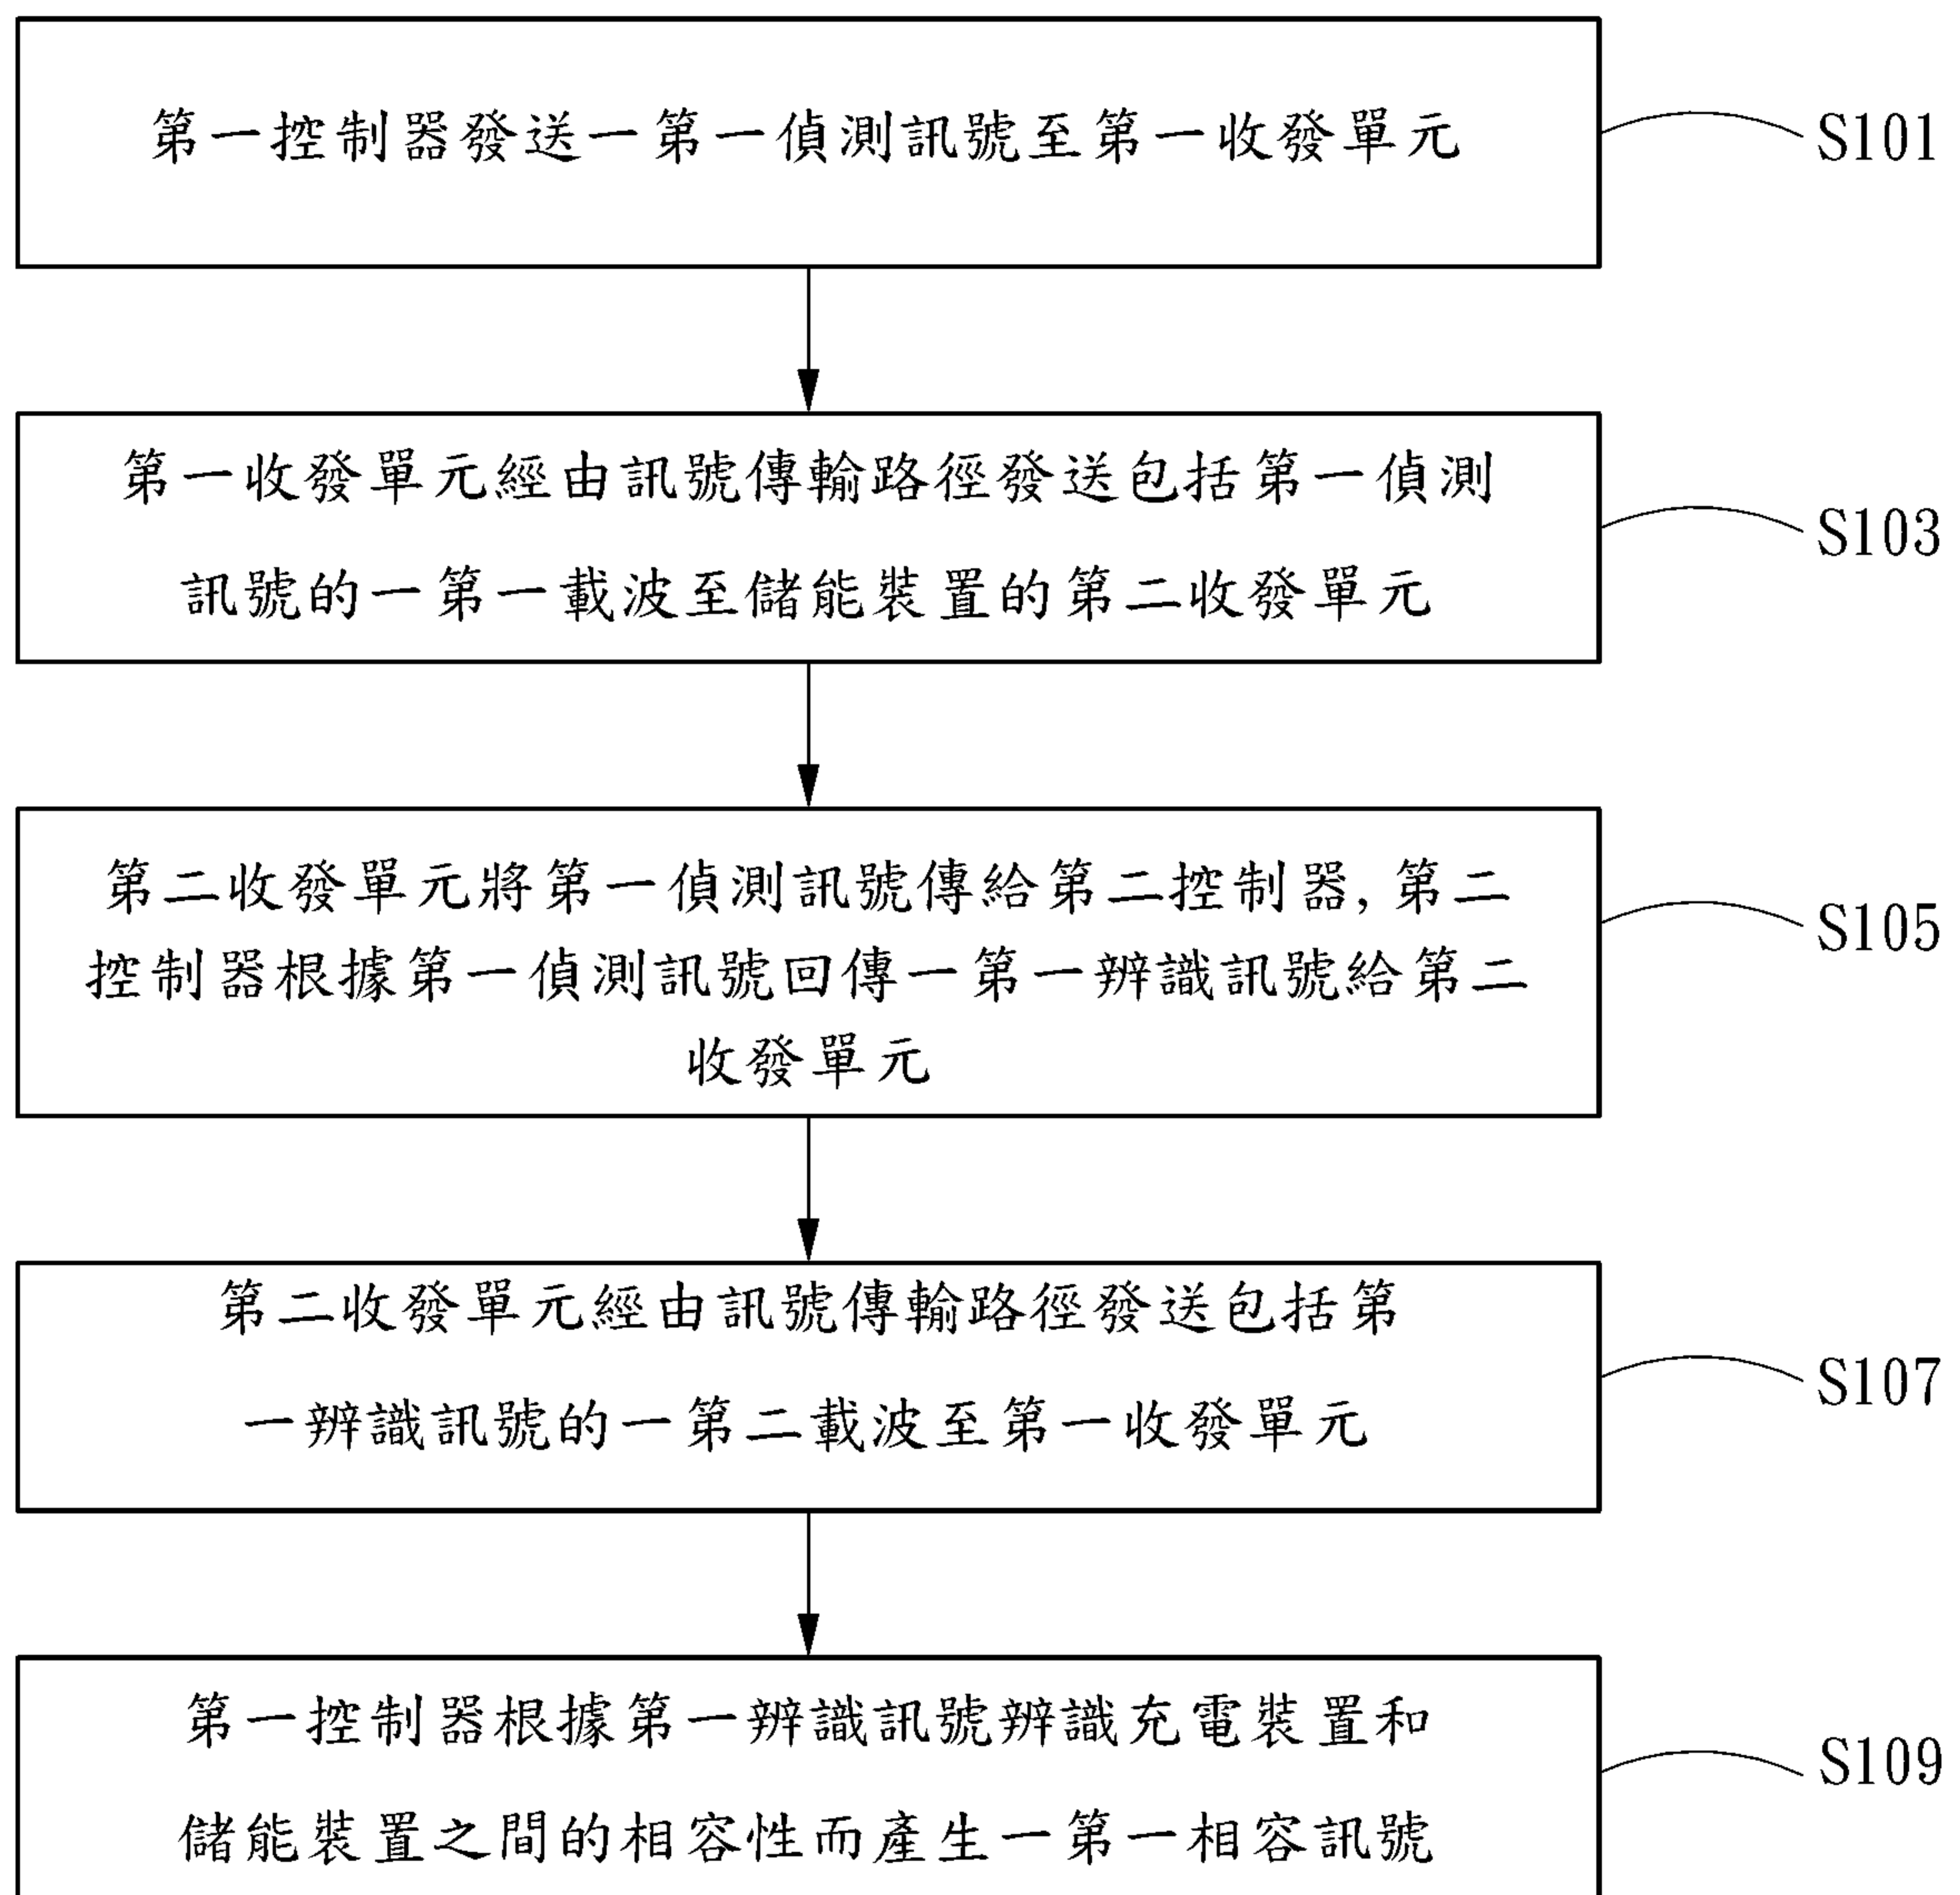 第一控制器發送一第一偵測訊號至第一收發單元
S101
第一收發單元經由訊號傳輸路徑發送包括第一偵測
訊號的一第一載波至儲能裝置的第二收發單元
S103
第二收發單元將第一偵測訊號傳給第二控制器,第二
控制器根據第一偵測訊號回傳一第一辨識訊號給第二
收發單元
S105
第二收發單元經由訊號傳輸路徑發送包括第
一辨識訊號的一第二載波至第一收發單元
S107
第一控制器根據第一辨識訊號辨識充電裝置和
儲能裝置之間的相容性而產生一第一相容訊號
S109